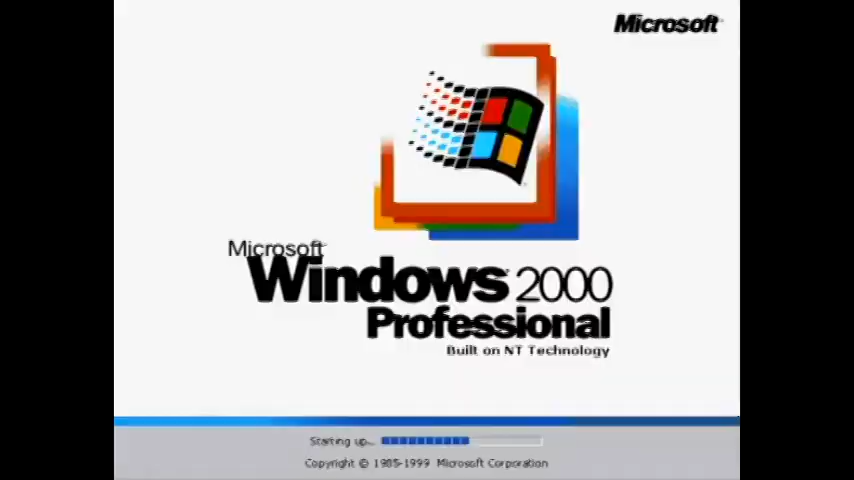 Microsoft
Microsoft
Windows 2000
Professional
Built on NT Technology
Starting up...
Copyright © 1985-1999 Microsoft Corporation